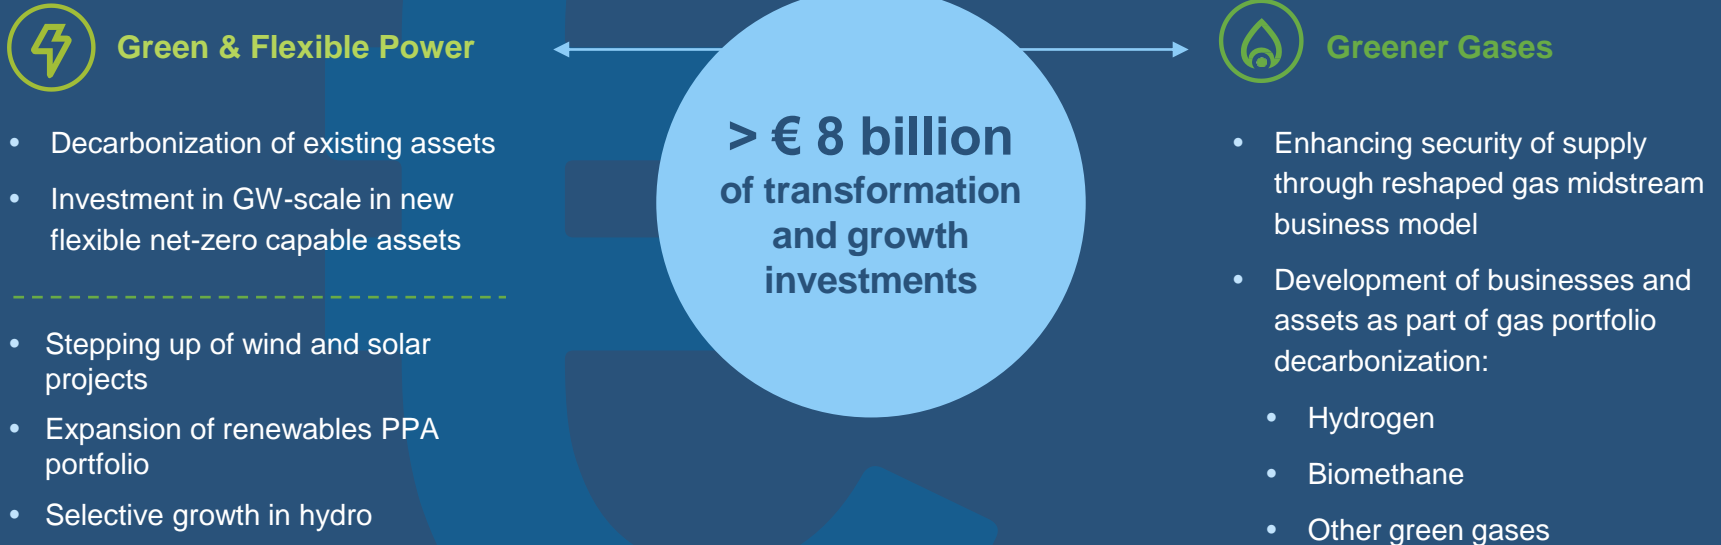 Green & Flexible Power
• Decarbonization of existing assets
• Investment in GW-scale in new
flexible net-zero capable assets
• Stepping up of wind and solar
projects
• Expansion of renewables PPA
portfolio
• Selective growth in hydro
> € 8 billion
of transformation
and growth
investments
Greener Gases
• Enhancing security of supply
through reshaped gas midstream
business model
• Development of businesses and
assets as part of gas portfolio
decarbonization:
• Hydrogen
• Biomethane
• Other green gases